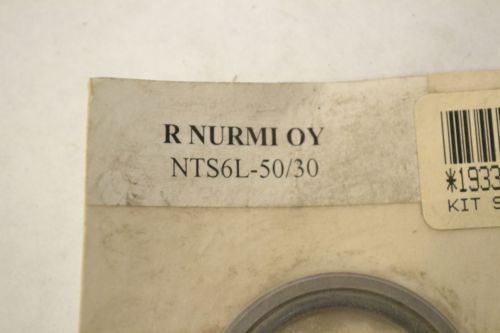 R NURMI OY
NTS6L-50/30
*1933
KIT S